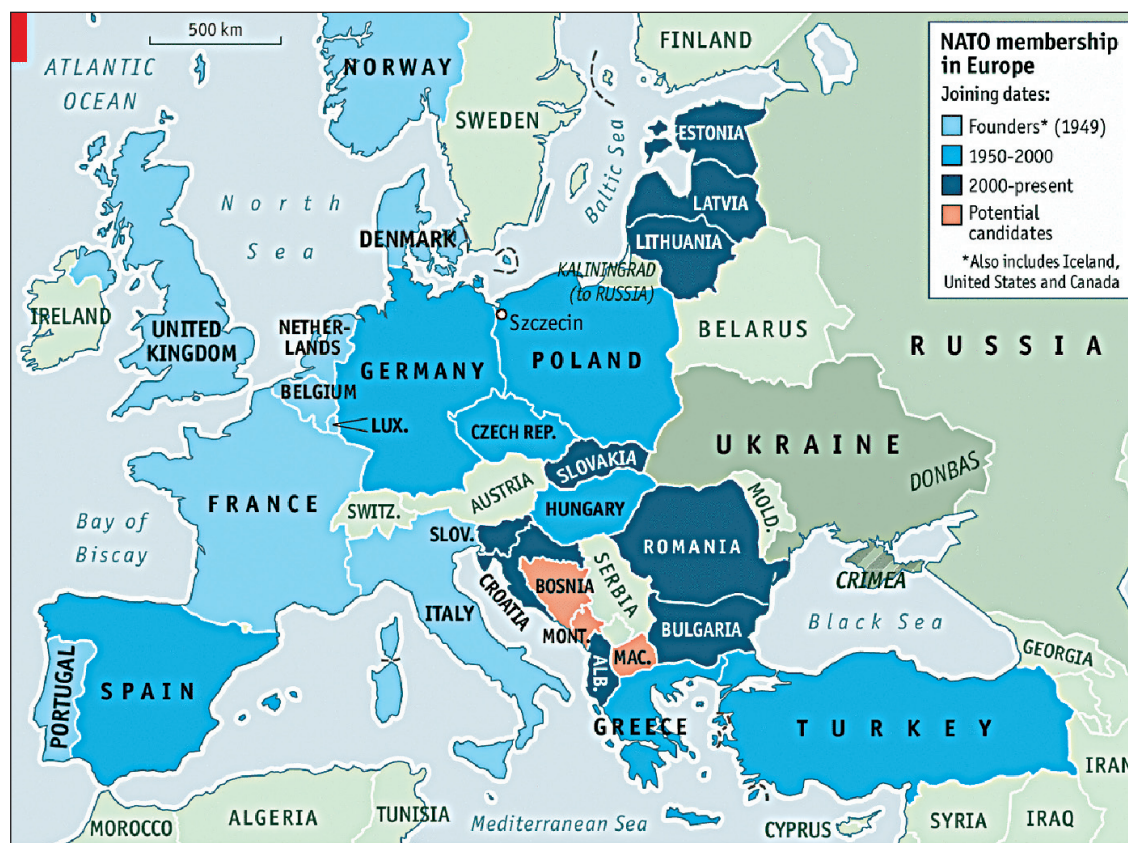 500 km
ATLANTIC
OCEAN
NORWAY
SWEDEN
FINLAND
NATO membership
in Europe
Joining dates:
Founders* (1949)
1950-2000
2000-present
Potential
candidates
*Also includes Iceland,
United States and Canada
ESTONIA
Baltic Sea
LATVIA
LITHUANIA
North
Sea
DENMARK
KALININGRAD
(to RUSSIA)
IRELAND
UNITED
KINGDOM
NETHER-
LANDS
Szczecin
BELARUS
RUSSIA
GERMANY
POLAND
BELGIUM
LUX.
CZECH REP.
UKRAINE
SLOVAKIA
DONBAS
FRANCE
SWITZ.
AUSTRIA
HUNGARY
MOLD.
Bay of
Biscay
SLOV.
ROMANIA
CROATIA
BOSNIA
SERBIA
CRIMEA
ITALY
MONT.
BULGARIA
Black Sea
MAC.
ALB.
GEORGIA
PORTUGAL
SPAIN
GREECE
TURKEY
IRAN
MOROCCO
ALGERIA
TUNISIA
Mediterranean Sea
CYPRUS
SYRIA
IRAQ